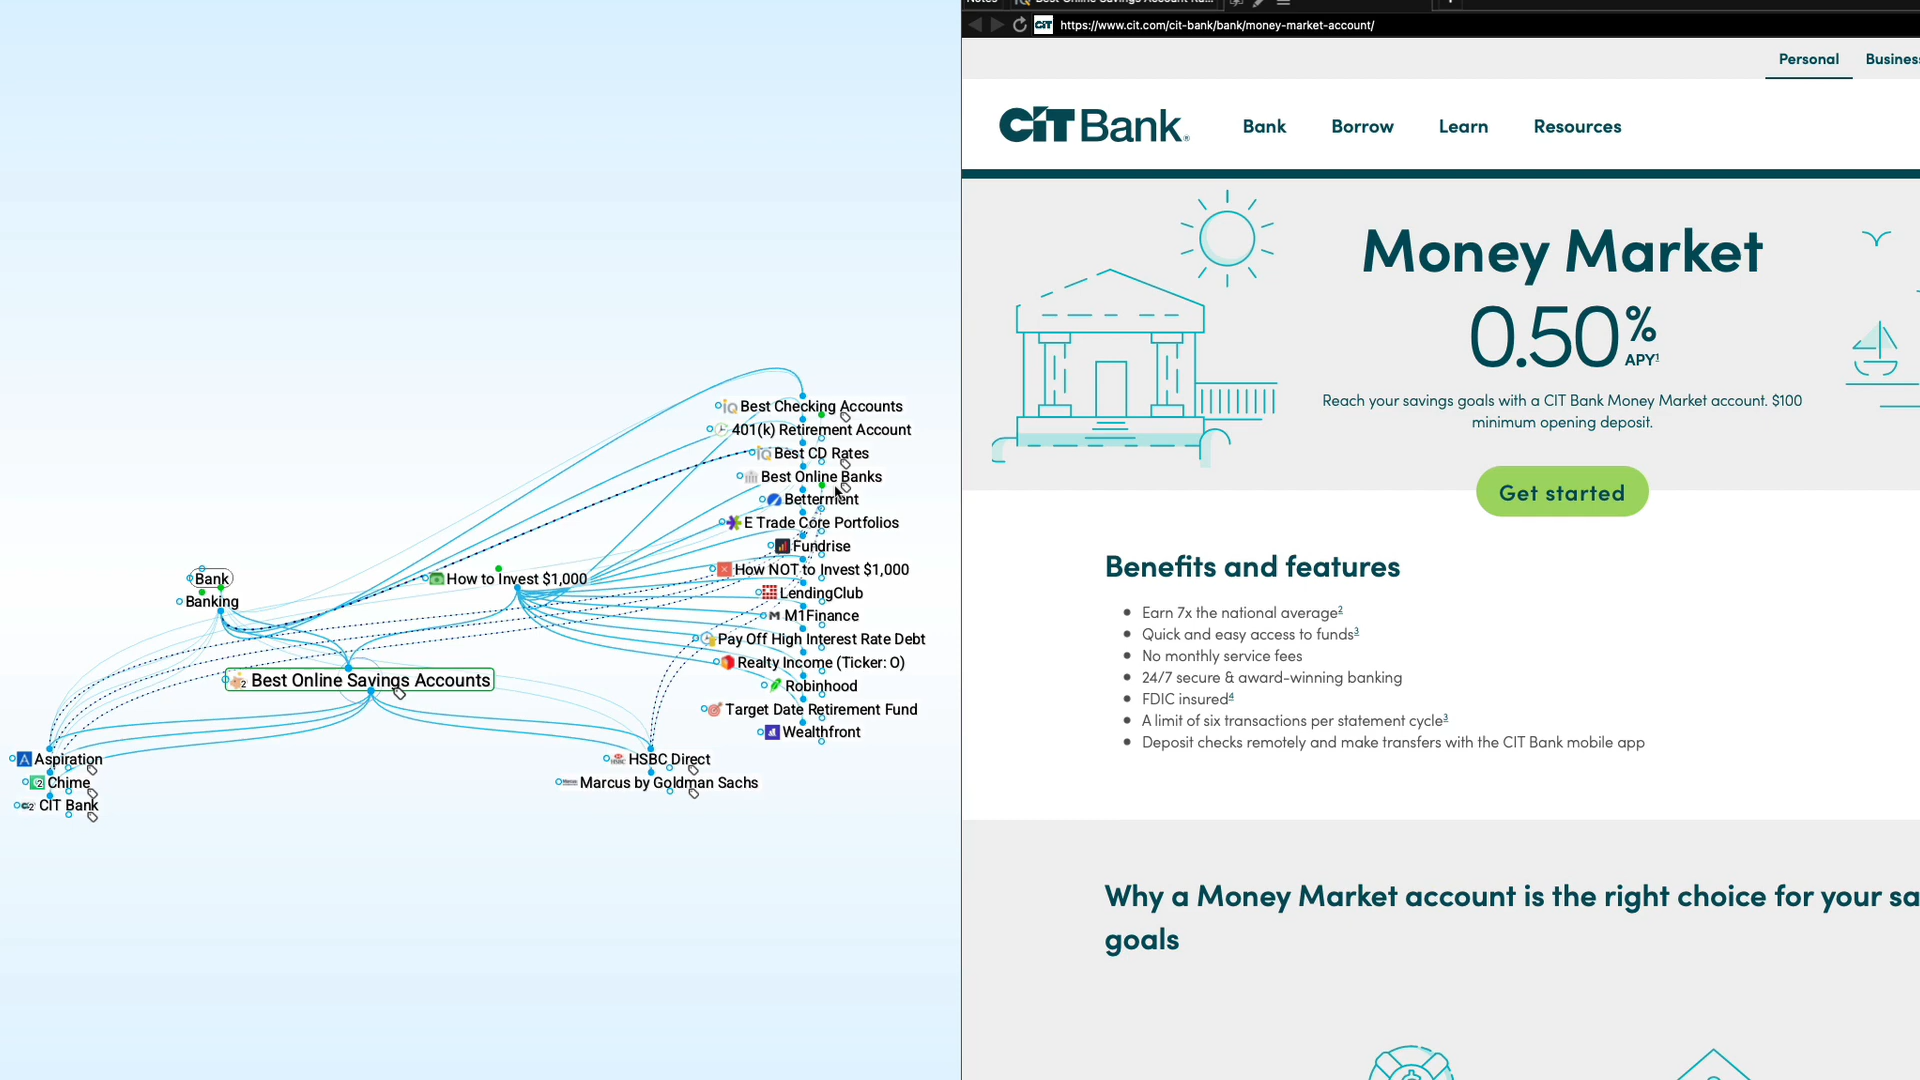 Best Checking Accounts
401(k) Retirement Account
Best CD Rates
Best Online Banks
Betterment
E Trade Core Portfolios
Fundrise
How NOT to Invest $1,000
LendingClub
M1Finance
Pay Off High Interest Rate Debt
Realty Income (Ticker: O)
Robinhood
Target Date Retirement Fund
Wealthfront
Bank
Banking
How to Invest $1,000
Best Online Savings Accounts
Aspiration
Chime
CIT Bank
HSBC Direct
Marcus by Goldman Sachs
https://www.cit.com/cit-bank/bank/money-market-account/
Personal
Business
CIT Bank®
Bank
Borrow
Learn
Resources
Money Market
0.50%
APY1
Reach your savings goals with a CIT Bank Money Market account. $100
minimum opening deposit.
Get started
Benefits and features
Earn 7x the national average2
Quick and easy access to funds3
No monthly service fees
24/7 secure & award-winning banking
FDIC insured4
A limit of six transactions per statement cycle3
Deposit checks remotely and make transfers with the CIT Bank mobile app
Why a Money Market account is the right choice for your sa
goals